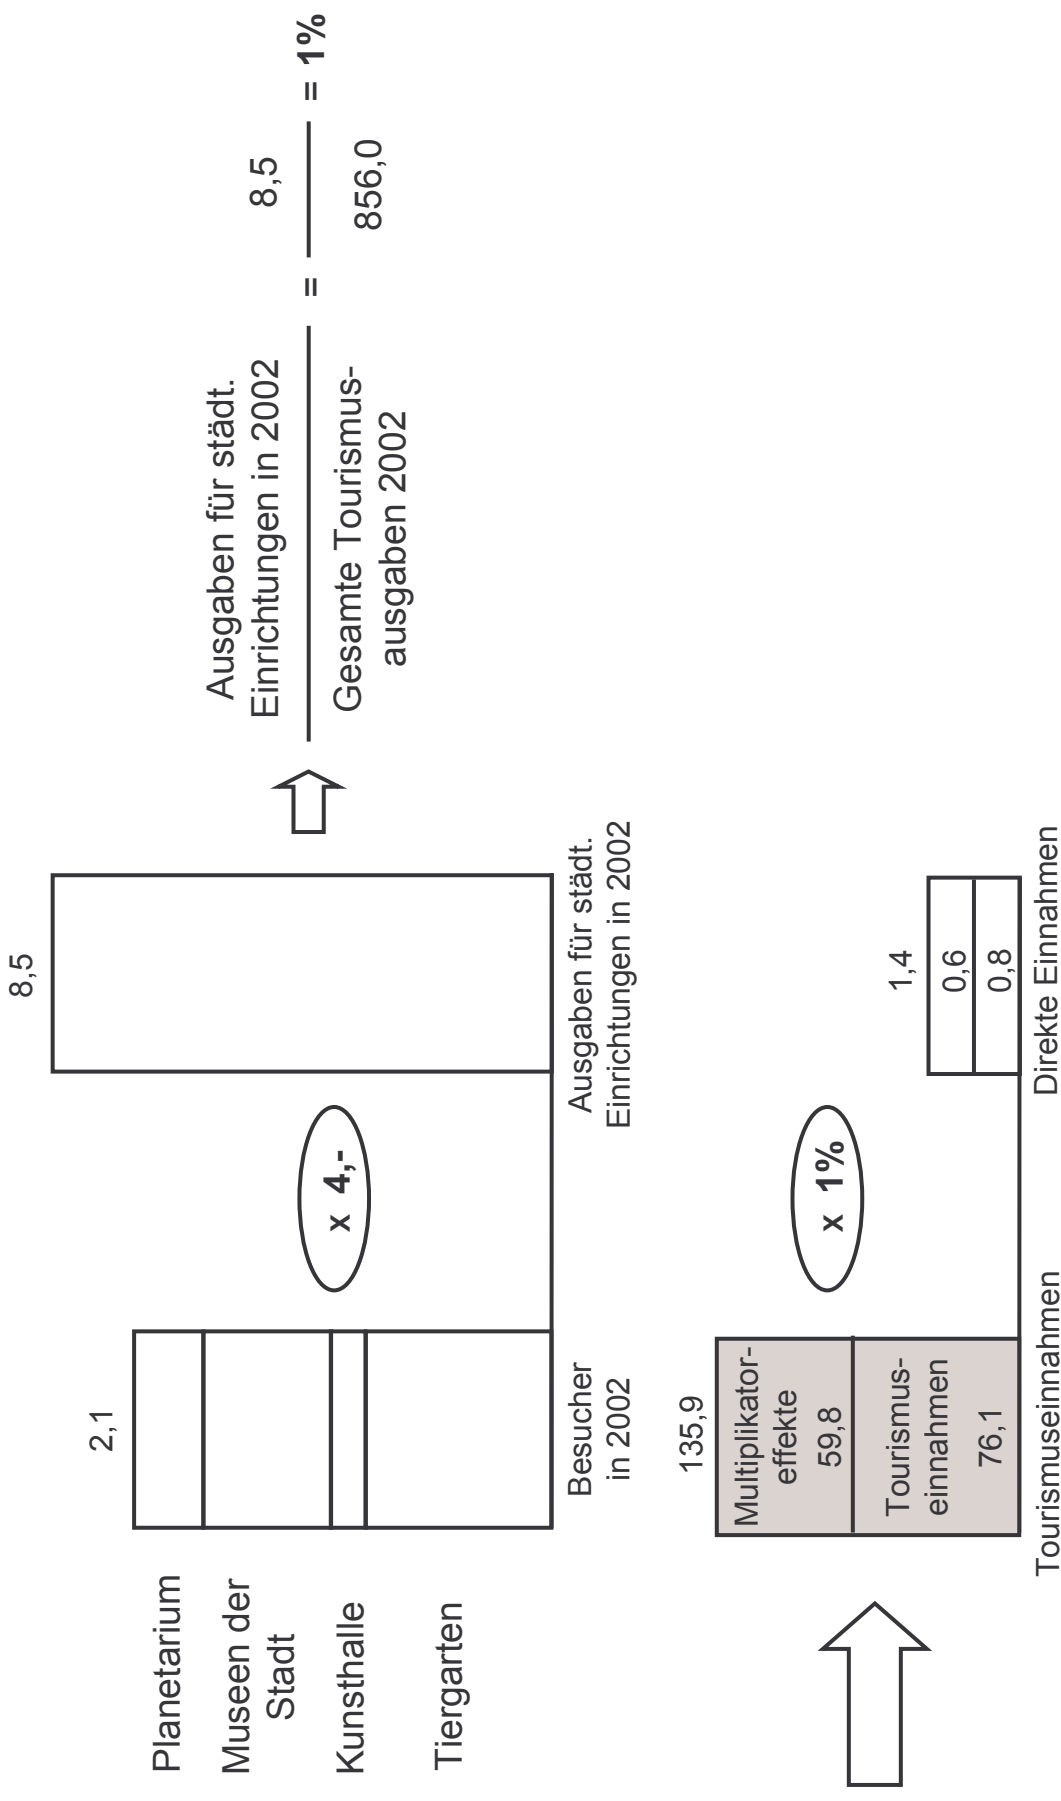 2,1
8,5
Planetarium
Museen der
Stadt
Kunsthalle
Tiergarten
x 4,-
Besucher
in 2002
Ausgaben für städt.
Einrichtungen in 2002
Ausgaben für städt.
Einrichtungen in 2002
Gesamte Tourismus-
ausgaben 2002
=
8,5
856,0
= 1%
135,9
Multiplikator-
effekte
59,8
Tourismus-
einnahmen
76,1
Tourismuseinnahmen
x 1%
1,4
0,6
0,8
Direkte Einnahmen